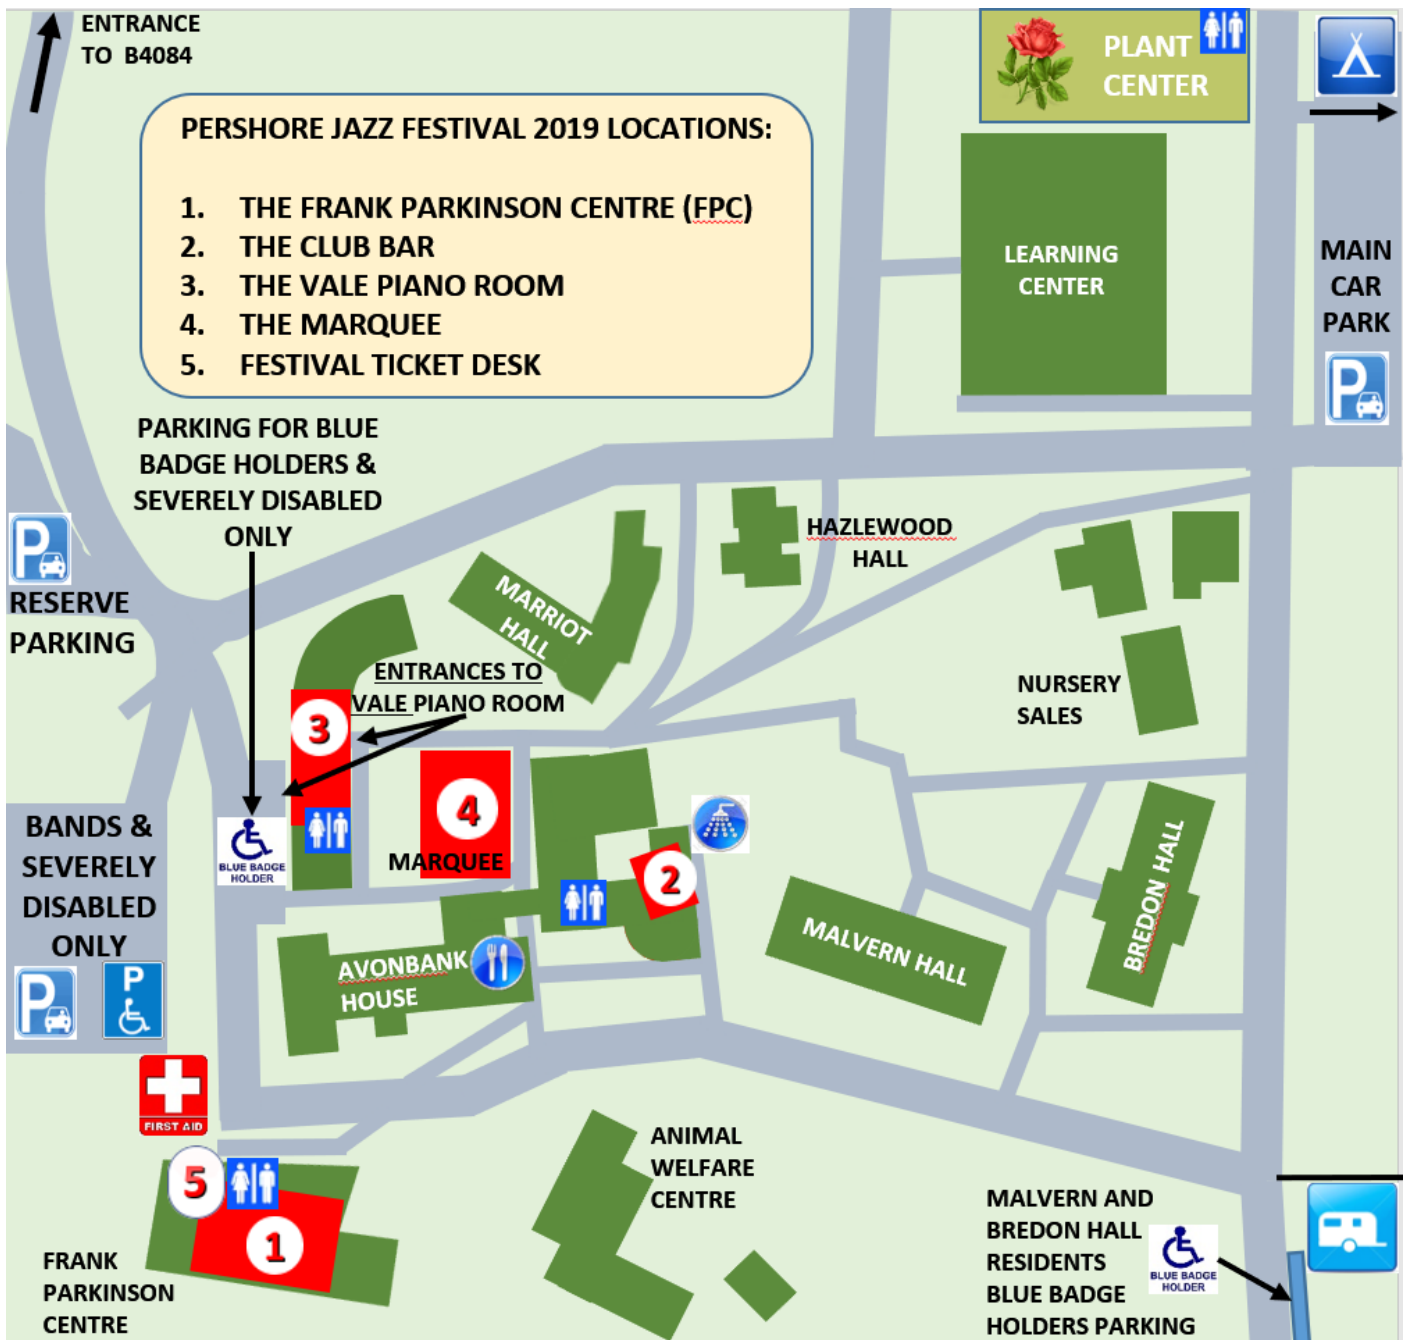 ENTRANCE
TO B4084
PLANT
CENTER
PERSHORE JAZZ FESTIVAL 2019 LOCATIONS:
1. THE FRANK PARKINSON CENTRE (FPC)
2. THE CLUB BAR
3. THE VALE PIANO ROOM
4. THE MARQUEE
5. FESTIVAL TICKET DESK
LEARNING
CENTER
MAIN
CAR
PARK
P
PARKING FOR BLUE
BADGE HOLDERS &
SEVERELY DISABLED
ONLY
P
RESERVE
PARKING
HAZLEWOOD
HALL
MARRIOT
HALL
ENTRANCES TO
VALE PIANO ROOM
NURSERY
SALES
3
4
MARQUEE
2
BLUE BADGE
HOLDER
BANDS &
SEVERELY
DISABLED
ONLY
P
P
AVONBANK
HOUSE
MALVERN HALL
BREDON HALL
FIRST AID
5
1
FRANK
PARKINSON
CENTRE
ANIMAL
WELFARE
CENTRE
MALVERN AND
BREDON HALL
RESIDENTS
BLUE BADGE
HOLDERS PARKING
BLUE BADGE
HOLDER